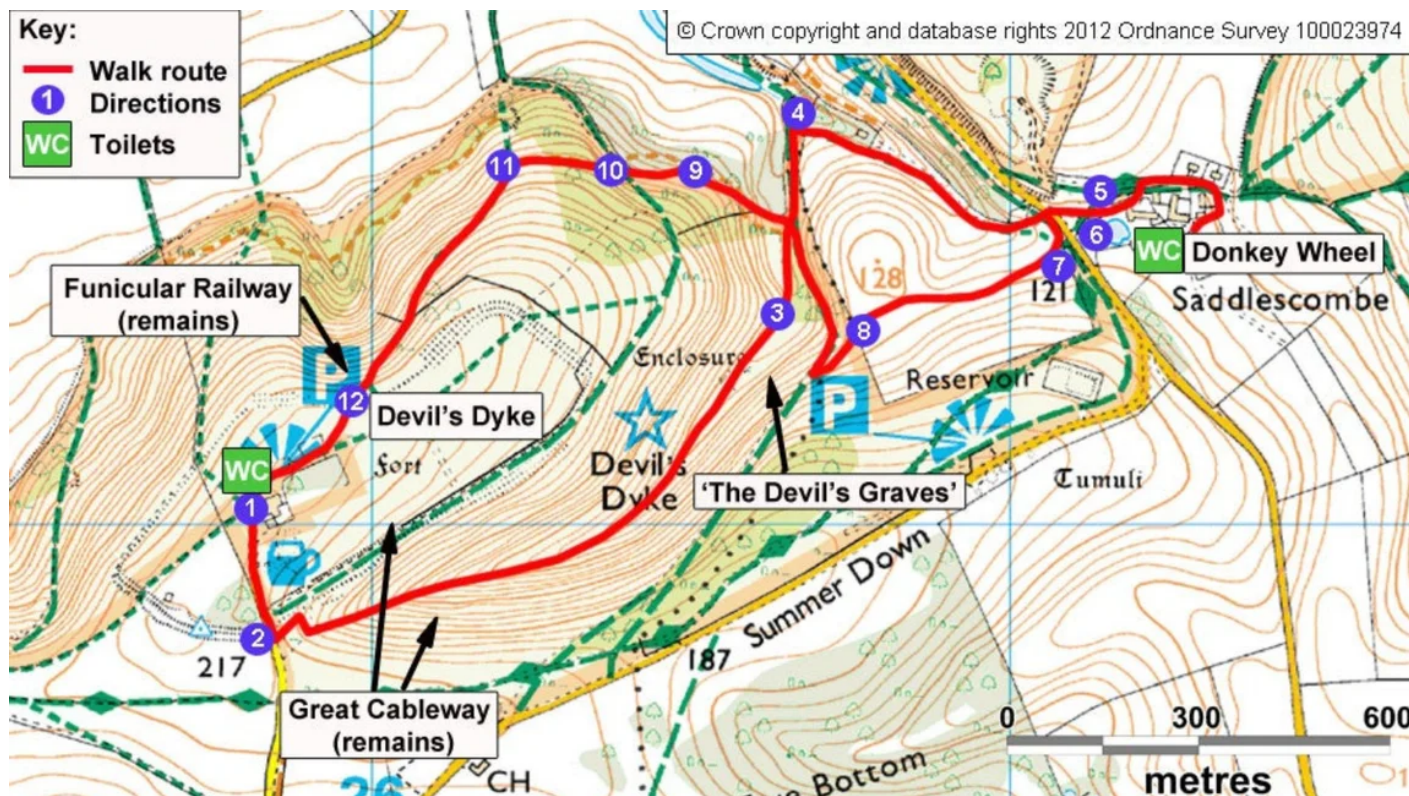 Key:
© Crown copyright and database rights 2012 Ordnance Survey 100023974
Walk route
1 Directions
WC Toilets
4
11
10
9
5
6
WC Donkey Wheel
7
128
121
Saddlescombe
Funicular Railway
(remains)
3
8
Enclosure
Reservoir
P
12
Devil's Dyke
P
WC
Fort
Devil's
Dyke
'The Devil's Graves'
Tumuli
1
2
217
Summer Down
187
Great Cableway
(remains)
CH
26
Bottom
0 300 600
metres